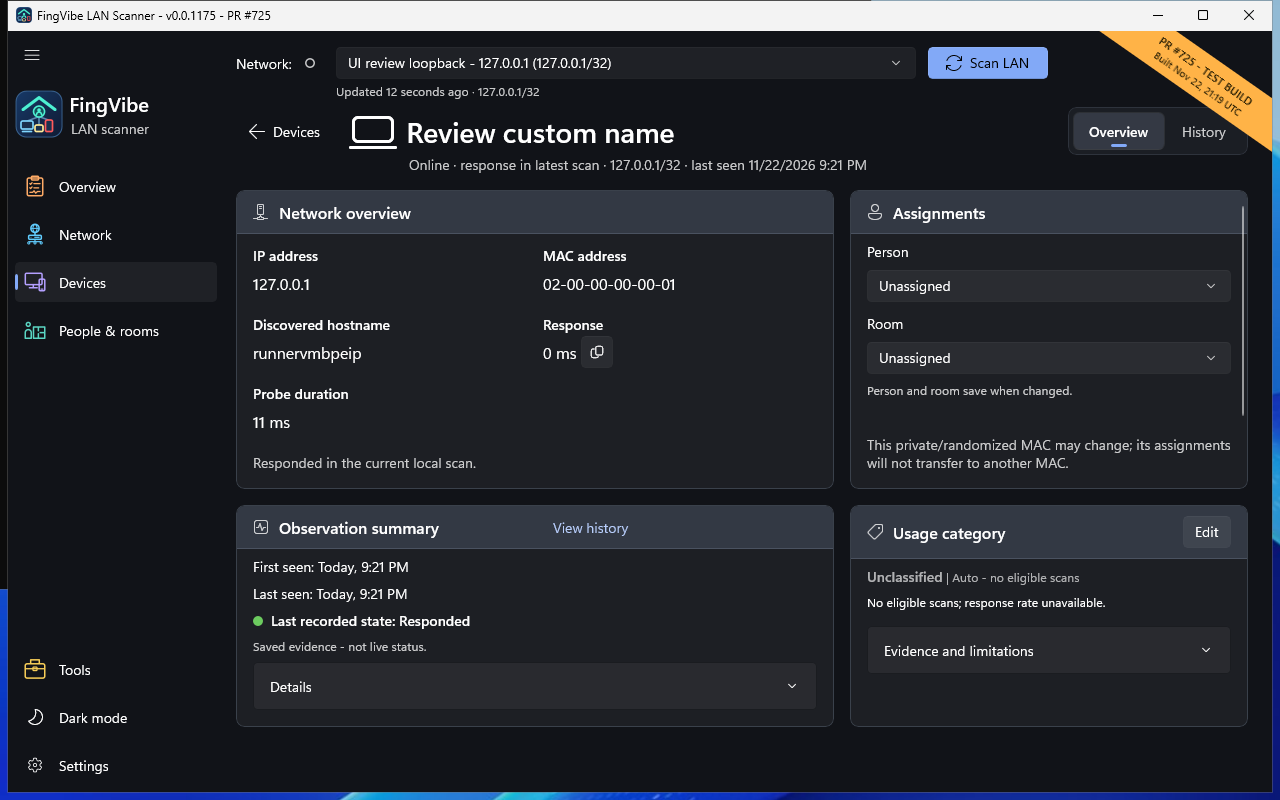 FingVibe LAN Scanner - v0.0.1175 - PR #725
Network:
UI review loopback - 127.0.0.1 (127.0.0.1/32)
Scan LAN
Updated 12 seconds ago · 127.0.0.1/32
PR #725 - TEST BUILD
Built Nov 22, 21:19 UTC
FingVibe
LAN scanner
Overview
Network
Devices
People & rooms
Tools
Dark mode
Settings
Devices
Review custom name
Online · response in latest scan · 127.0.0.1/32 · last seen 11/22/2026 9:21 PM
Overview
History
Network overview
IP address
127.0.0.1
MAC address
02-00-00-00-00-01
Discovered hostname
runnervmbpeip
Response
0 ms
Probe duration
11 ms
Responded in the current local scan.
Assignments
Person
Unassigned
Room
Unassigned
Person and room save when changed.
This private/randomized MAC may change; its assignments
will not transfer to another MAC.
Observation summary
View history
First seen: Today, 9:21 PM
Last seen: Today, 9:21 PM
Last recorded state: Responded
Saved evidence - not live status.
Details
Usage category
Edit
Unclassified | Auto - no eligible scans
No eligible scans; response rate unavailable.
Evidence and limitations